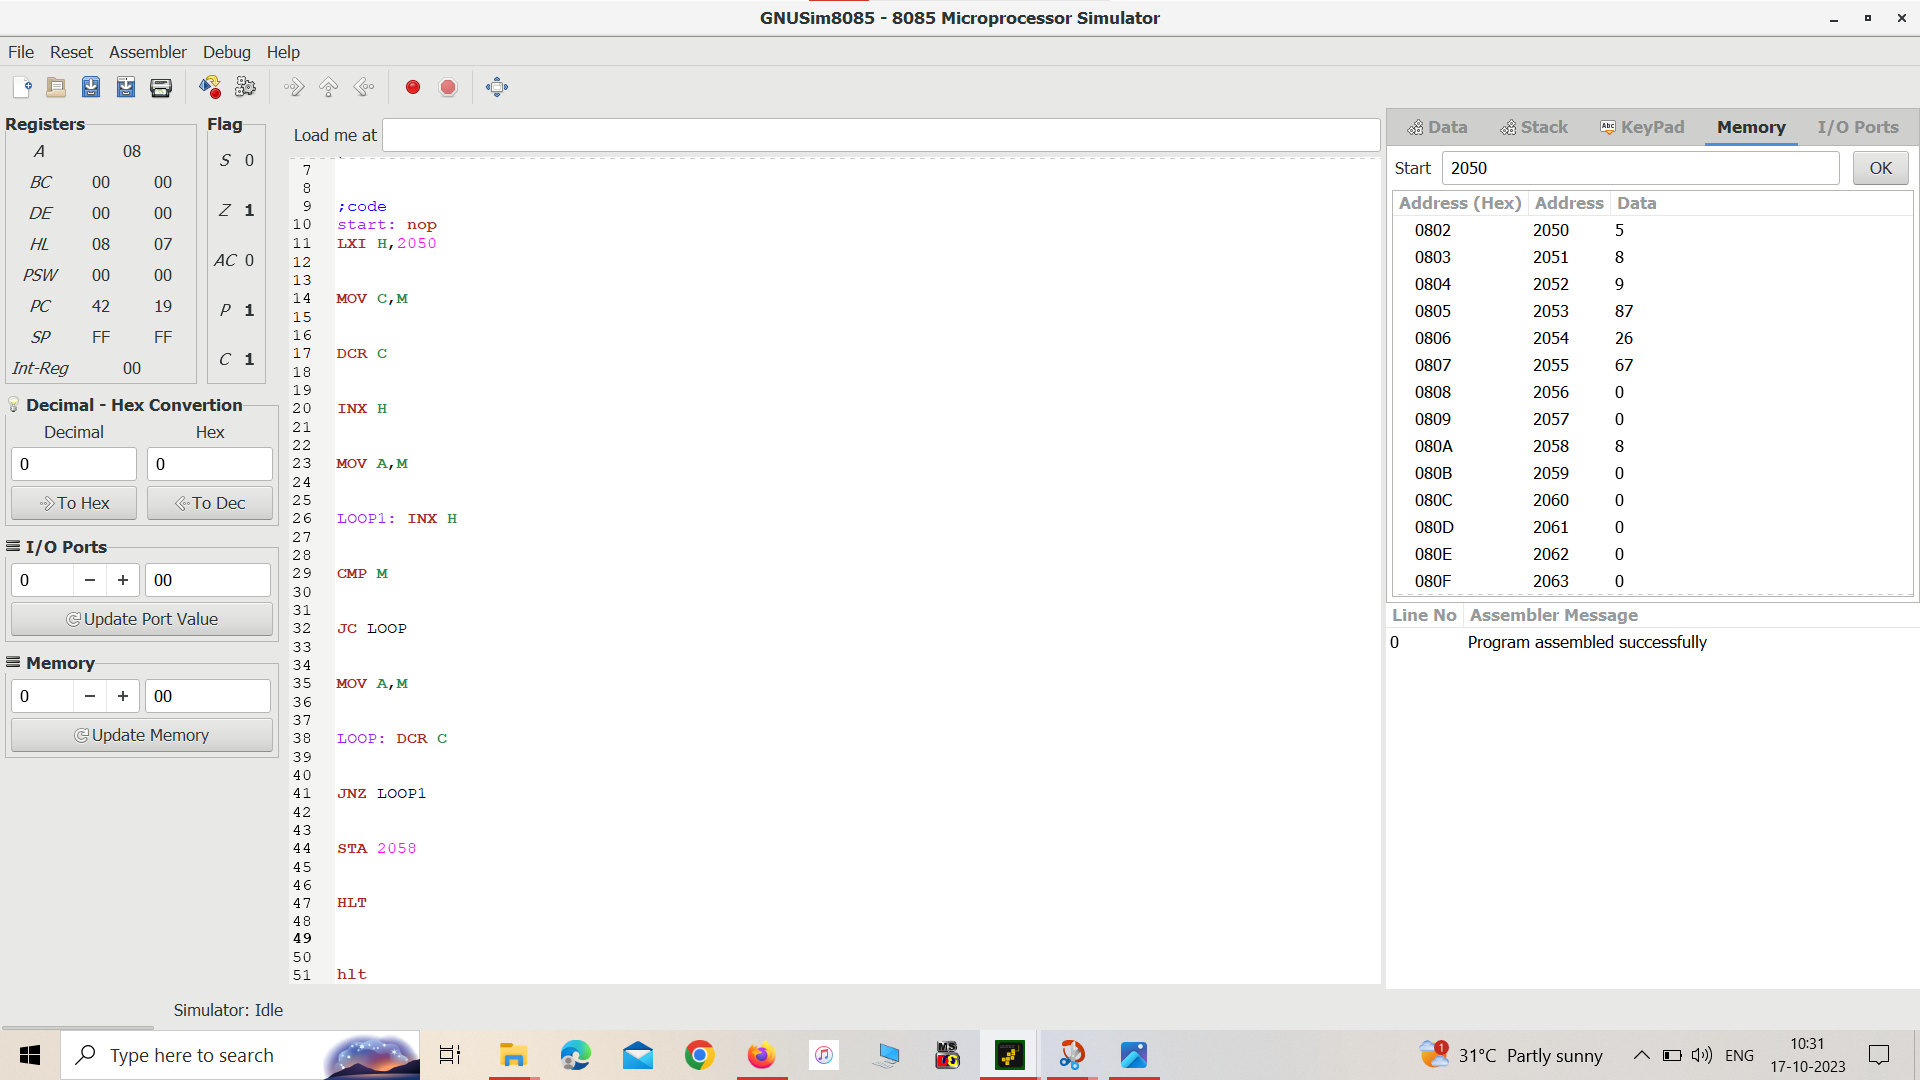 GNUSim8085 - 8085 Microprocessor Simulator
File Reset Assembler Debug Help
Registers
A 08
BC 00 00
DE 00 00
HL 08 07
PSW 00 00
PC 42 19
SP FF FF
Int-Reg 00
Flag
S 0
Z 1
AC 0
P 1
C 1
Decimal - Hex Convertion
Decimal Hex
0 0
To Hex To Dec
I/O Ports
0 − + 00
Update Port Value
Memory
0 − + 00
Update Memory
Load me at
7
8
9 ;code
10 start: nop
11 LXI H,2050
12
13
14 MOV C,M
15
16
17 DCR C
18
19
20 INX H
21
22
23 MOV A,M
24
25
26 LOOP1: INX H
27
28
29 CMP M
30
31
32 JC LOOP
33
34
35 MOV A,M
36
37
38 LOOP: DCR C
39
40
41 JNZ LOOP1
42
43
44 STA 2058
45
46
47 HLT
48
49
50
51 hlt
Data Stack Abc KeyPad Memory I/O Ports
Start 2050 OK
Address (Hex) Address Data
0802 2050 5
0803 2051 8
0804 2052 9
0805 2053 87
0806 2054 26
0807 2055 67
0808 2056 0
0809 2057 0
080A 2058 8
080B 2059 0
080C 2060 0
080D 2061 0
080E 2062 0
080F 2063 0
Line No Assembler Message
0 Program assembled successfully
Simulator: Idle
Type here to search
MS
1
31°C Partly sunny
ENG
10:31
17-10-2023